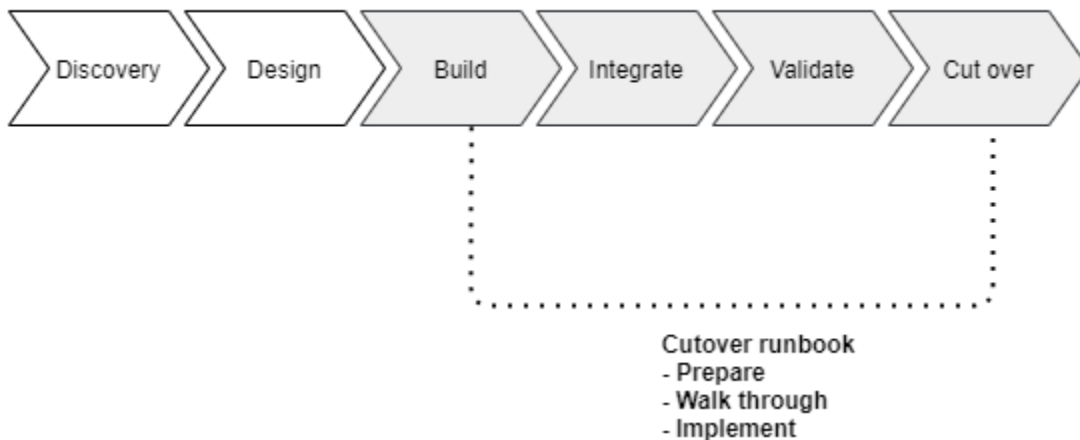 Discovery
Design
Build
Integrate
Validate
Cut over
Cutover runbook
- Prepare
- Walk through
- Implement